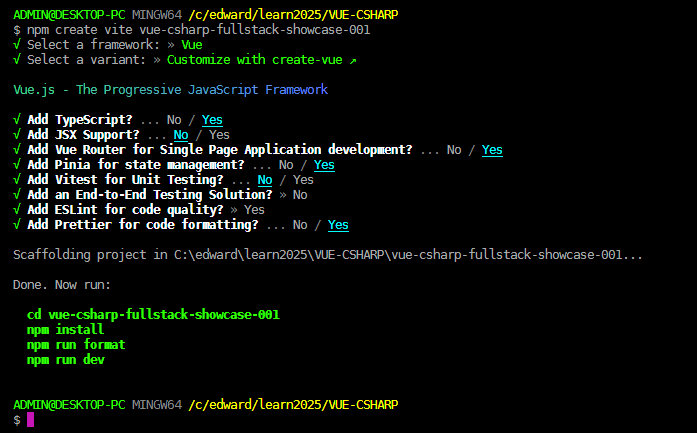 ADMIN@DESKTOP-PC MINGW64 /c/edward/learn2025/VUE-CSHARP
$ npm create vite vue-csharp-fullstack-showcase-001
√ Select a framework: » Vue
√ Select a variant: » Customize with create-vue ↗
Vue.js - The Progressive JavaScript Framework
√ Add TypeScript? ... No / Yes
√ Add JSX Support? ... No / Yes
√ Add Vue Router for Single Page Application development? ... No / Yes
√ Add Pinia for state management? ... No / Yes
√ Add Vitest for Unit Testing? ... No / Yes
√ Add an End-to-End Testing Solution? » No
√ Add ESLint for code quality? » Yes
√ Add Prettier for code formatting? ... No / Yes
Scaffolding project in C:\edward\learn2025\VUE-CSHARP\vue-csharp-fullstack-showcase-001...
Done. Now run:
cd vue-csharp-fullstack-showcase-001
npm install
npm run format
npm run dev
ADMIN@DESKTOP-PC MINGW64 /c/edward/learn2025/VUE-CSHARP
$